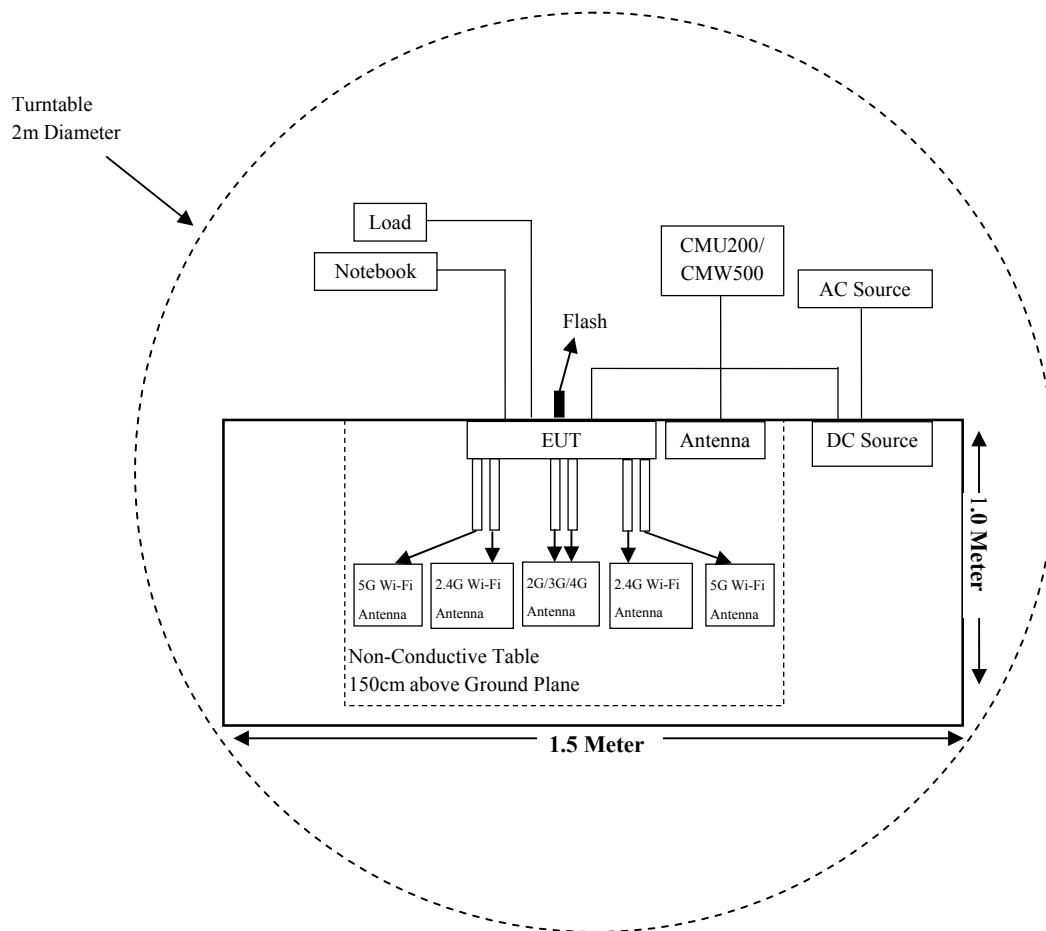 Turntable
2m Diameter
Load
Notebook
CMU200/
CMW500
AC Source
Flash
EUT
Antenna
DC Source
1.0 Meter
5G Wi-Fi
Antenna
2.4G Wi-Fi
Antenna
2G/3G/4G
Antenna
2.4G Wi-Fi
Antenna
5G Wi-Fi
Antenna
Non-Conductive Table
150cm above Ground Plane
1.5 Meter